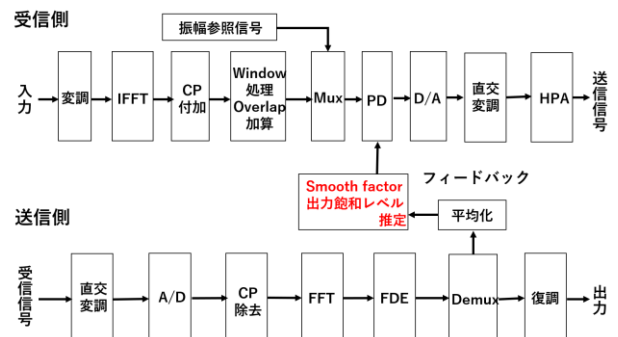 受信側
振幅参照信号
入力
変調
IFFT
CP
付加
Window
処理
Overlap
加算
Mux
PD
D/A
直交
変調
HPA
送信信号
Smooth factor
出力飽和レベル
推定
フィードバック
平均化
送信側
受信信号
直交
変調
A/D
CP
除去
FFT
FDE
Demux
復調
出力